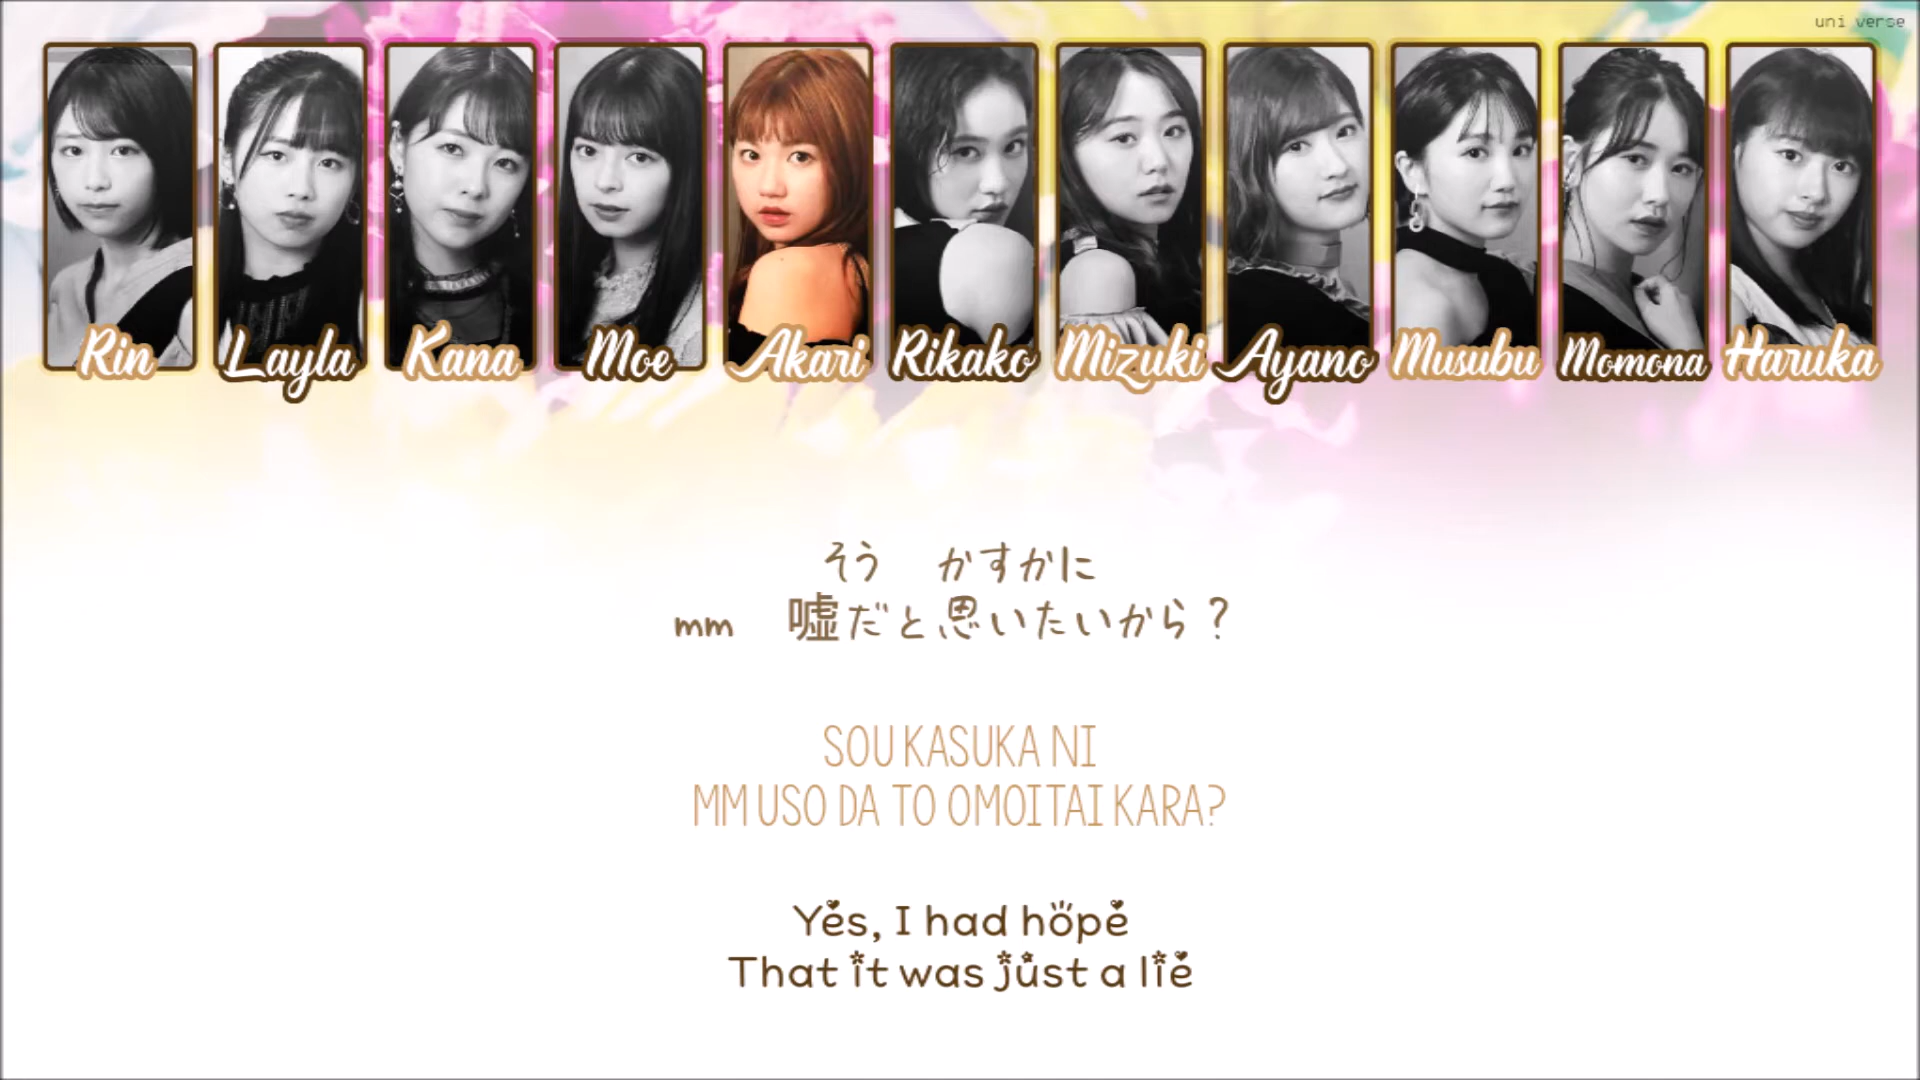 uni verse
Rin Layla Kana Moe Akari Rikako Mizuki Ayano Musubu Momona Haruka
そう　かすかに
mm　嘘だと思いたいから？
SOU KASUKA NI
MM USO DA TO OMOITAI KARA?
Yes, I had hope
That it was just a lie